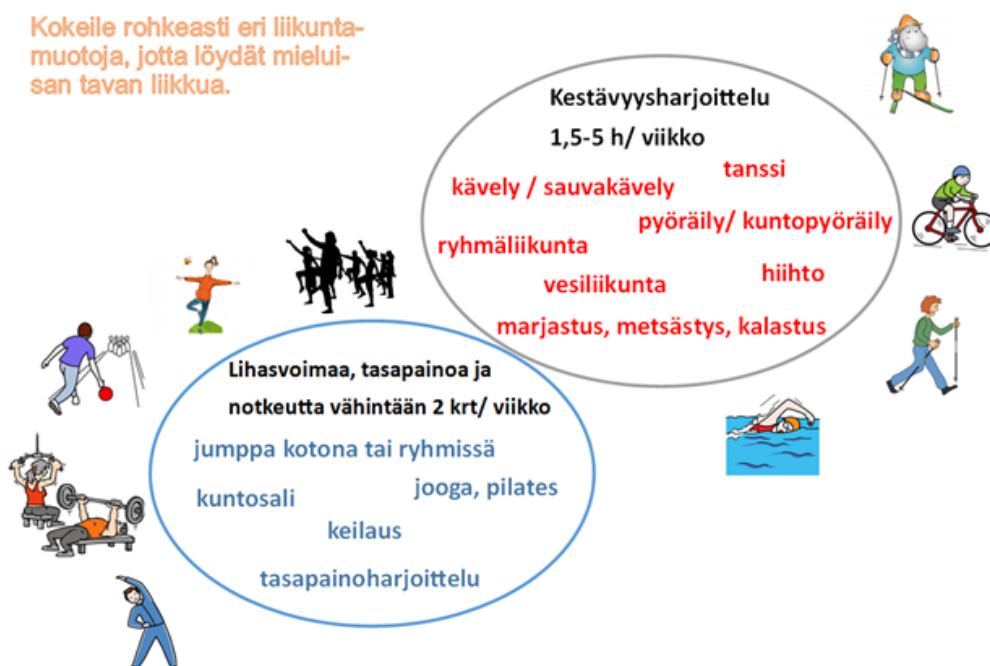 Kokeile rohkeasti eri liikunta-
muotoja, jotta löydät mielui-
san tavan liikkua.
Kestävyysharjoittelu
1,5-5 h/ viikko
tanssi
kävely / sauvakävely
pyöräily/ kuntopyöräily
ryhmäliikunta
hiihto
vesiliikunta
marjastus, metsästys, kalastus
Lihasvoimaa, tasapainoa ja
notkeutta vähintään 2 krt/ viikko
jumppa kotona tai ryhmissä
jooga, pilates
kuntosali
keilaus
tasapainoharjoittelu